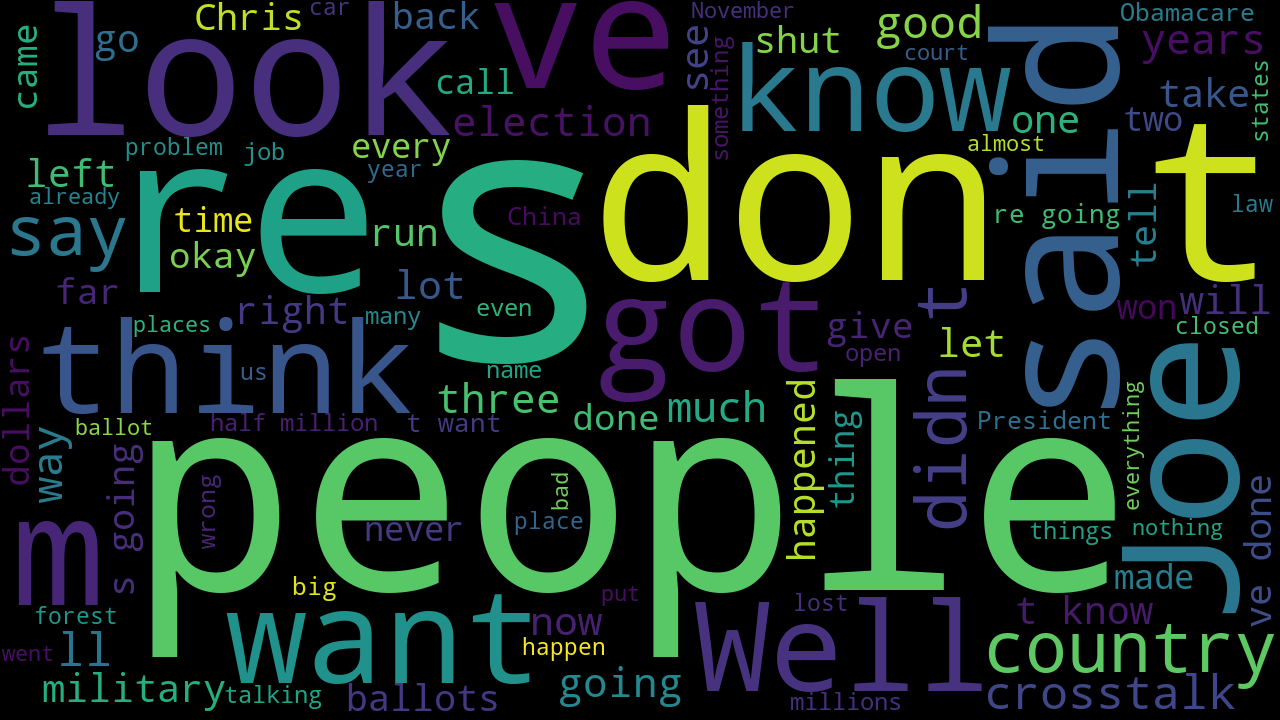 look
ve
Chris
car
back
November
good
Obamacare
years
came
go
call
see
shut
court
said
know
election
something
one
take
two
states
problem
job
every
year
almost
left
already
res
s
don
t
say
time
okay
run
China
re going
tell
law
far
right
lot
many
even
got
give
open
let
won
will
closed
places
think
us
name
three
done
much
dollars
way
ballot
half million
t want
happened
thing
didn t
President
everything
Joe
m
s going
wrong
people
never
place
bad
things
nothing
ve done
made
forest
big
want
now
put
happen
Well
lost
t know
country
went
ll
military
talking
ballots
going
millions
crosstalk